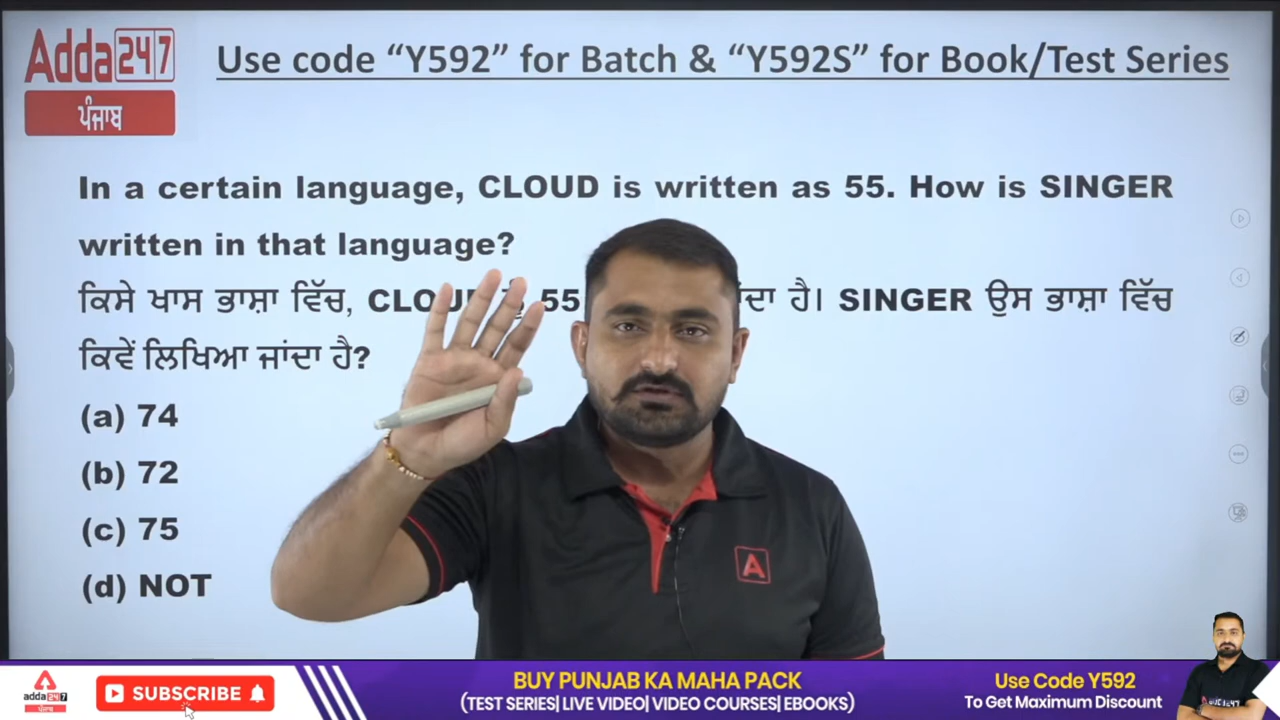 Adda247
ਪੰਜਾਬ
Use code “Y592” for Batch & “Y592S” for Book/Test Series
In a certain language, CLOUD is written as 55. How is SINGER
written in that language?
ਕਿਸੇ ਖਾਸ ਭਾਸ਼ਾ ਵਿੱਚ, 55 ਹੈ। SINGER ਉਸ ਭਾਸ਼ਾ ਵਿੱਚ
ਕਿਵੇਂ ਲਿਖਿਆ ਜਾਂਦਾ ਹੈ?
(a) 74
(b) 72
(c) 75
(d) NOT
A
adda247
ਪੰਜਾਬ
SUBSCRIBE
BUY PUNJAB KA MAHA PACK
(TEST SERIES| LIVE VIDEO| VIDEO COURSES| EBOOKS)
Use Code Y592
To Get Maximum Discount